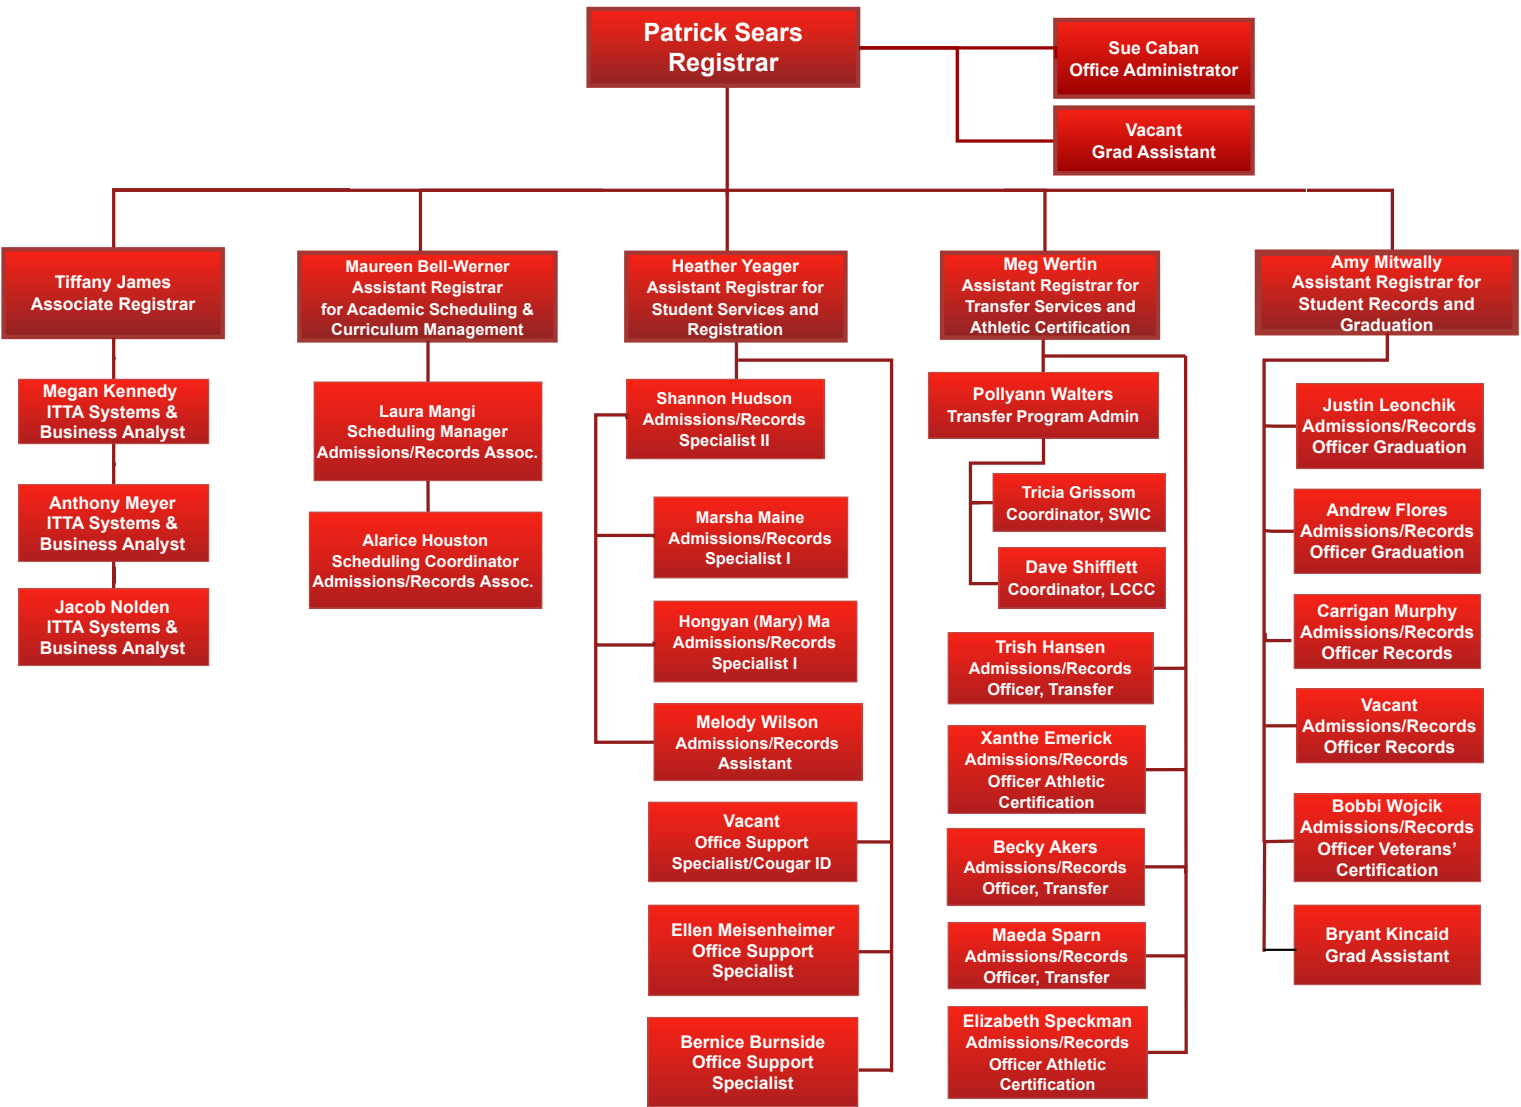 Patrick Sears
Registrar
Sue Caban
Office Administrator
Vacant
Grad Assistant
Tiffany James
Associate Registrar
Megan Kennedy
ITTA Systems &
Business Analyst
Anthony Meyer
ITTA Systems &
Business Analyst
Jacob Nolden
ITTA Systems &
Business Analyst
Maureen Bell-Werner
Assistant Registrar
for Academic Scheduling &
Curriculum Management
Laura Mangi
Scheduling Manager
Admissions/Records Assoc.
Alarice Houston
Scheduling Coordinator
Admissions/Records Assoc.
Heather Yeager
Assistant Registrar for
Student Services and
Registration
Shannon Hudson
Admissions/Records
Specialist II
Marsha Maine
Admissions/Records
Specialist I
Hongyan (Mary) Ma
Admissions/Records
Specialist I
Melody Wilson
Admissions/Records
Assistant
Vacant
Office Support
Specialist/Cougar ID
Ellen Meisenheimer
Office Support
Specialist
Bernice Burnside
Office Support
Specialist
Meg Wertin
Assistant Registrar for
Transfer Services and
Athletic Certification
Pollyann Walters
Transfer Program Admin
Tricia Grissom
Coordinator, SWIC
Dave Shifflett
Coordinator, LCCC
Trish Hansen
Admissions/Records
Officer, Transfer
Xanthe Emerick
Admissions/Records
Officer Athletic
Certification
Becky Akers
Admissions/Records
Officer, Transfer
Maeda Sparn
Admissions/Records
Officer, Transfer
Elizabeth Speckman
Admissions/Records
Officer Athletic
Certification
Amy Mitwally
Assistant Registrar for
Student Records and
Graduation
Justin Leonchik
Admissions/Records
Officer Graduation
Andrew Flores
Admissions/Records
Officer Graduation
Carrigan Murphy
Admissions/Records
Officer Records
Vacant
Admissions/Records
Officer Records
Bobbi Wojcik
Admissions/Records
Officer Veterans’
Certification
Bryant Kincaid
Grad Assistant